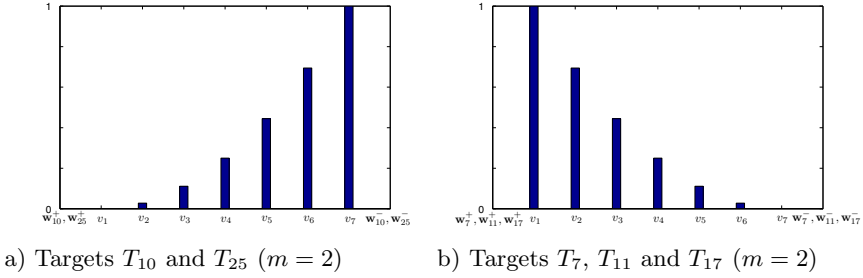 1
0
w₁₀⁺, w₂₅⁺ v₁ v₂ v₃ v₄ v₅ v₆ v₇ w₁₀⁻, w₂₅⁻
1
0
w₇⁺, w₁₁⁺, w₁₇⁺ v₁ v₂ v₃ v₄ v₅ v₆ v₇ w₇⁻, w₁₁⁻, w₁₇⁻
a) Targets T₁₀ and T₂₅ (m = 2)
b) Targets T₇, T₁₁ and T₁₇ (m = 2)